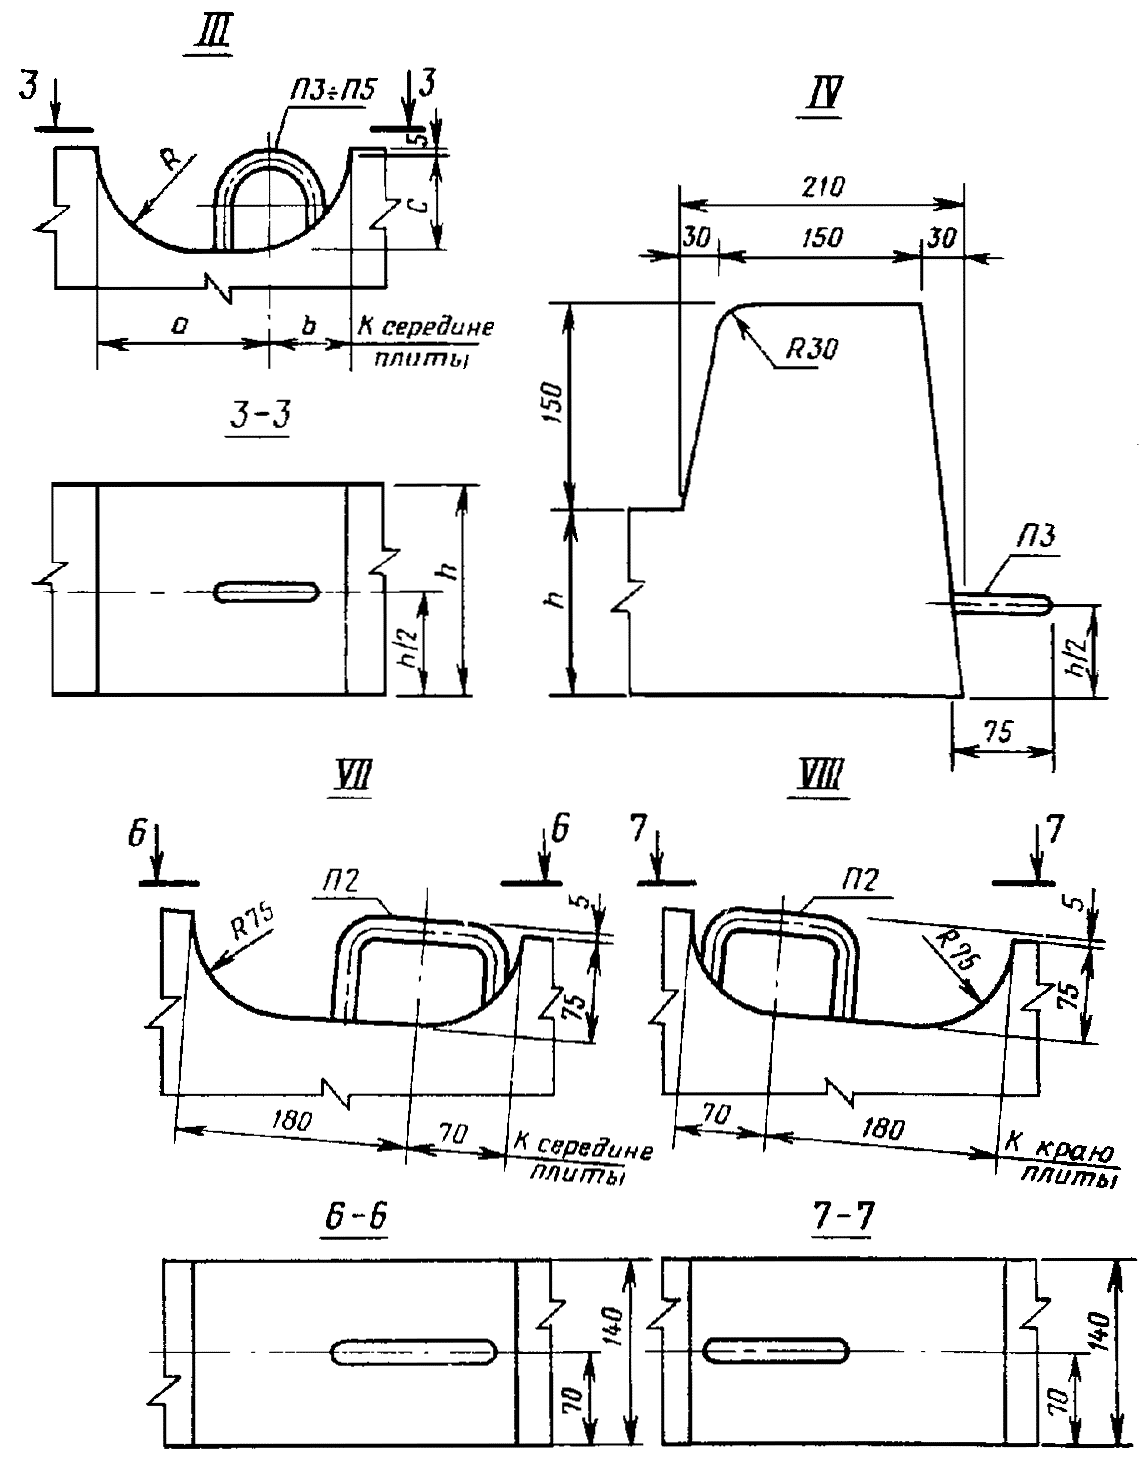 III
3
П3÷П5
3
5
R
C
a
b
К середине
плиты
IV
210
30
150
30
R30
150
h
П3
h/2
75
3-3
h
h/2
VII
6
6
П2
5
R75
75
180
70
К середине
плиты
VIII
7
7
П2
5
R75
75
70
180
К краю
плиты
6-6
140
70
7-7
140
70